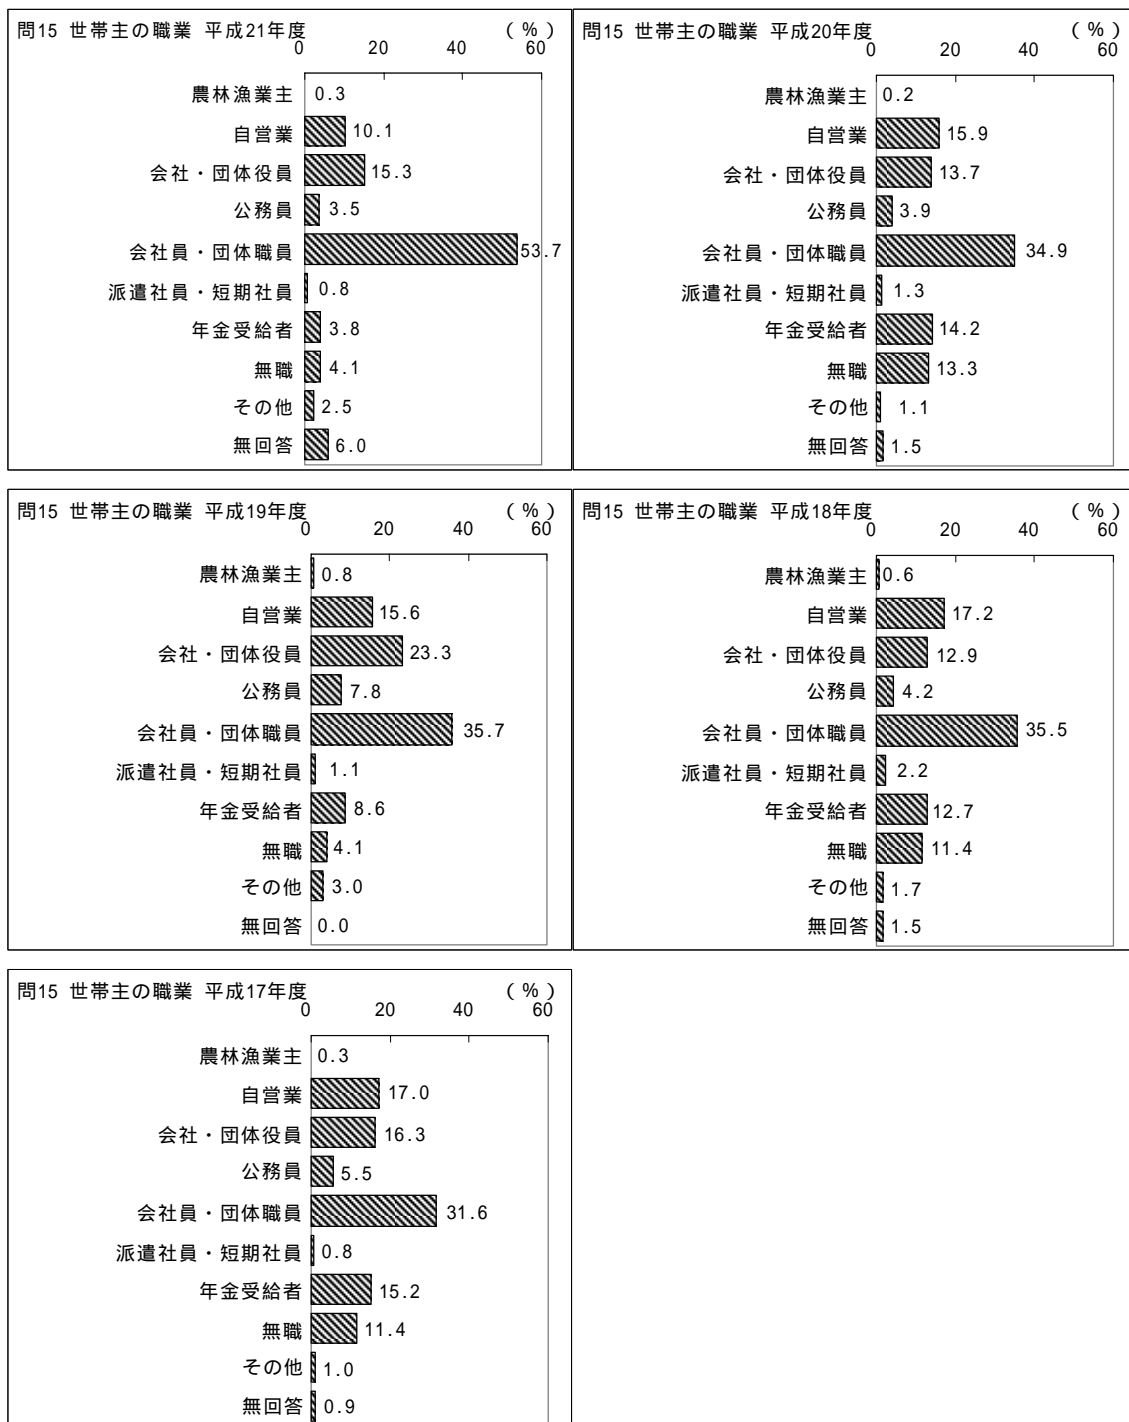 問15 世帯主の職業 平成21年度 (%)
0 20 40 60
農林漁業主 0.3
自営業 10.1
会社・団体役員 15.3
公務員 3.5
会社員・団体職員 53.7
派遣社員・短期社員 0.8
年金受給者 3.8
無職 4.1
その他 2.5
無回答 6.0
問15 世帯主の職業 平成20年度 (%)
0 20 40 60
農林漁業主 0.2
自営業 15.9
会社・団体役員 13.7
公務員 3.9
会社員・団体職員 34.9
派遣社員・短期社員 1.3
年金受給者 14.2
無職 13.3
その他 1.1
無回答 1.5
問15 世帯主の職業 平成19年度 (%)
0 20 40 60
農林漁業主 0.8
自営業 15.6
会社・団体役員 23.3
公務員 7.8
会社員・団体職員 35.7
派遣社員・短期社員 1.1
年金受給者 8.6
無職 4.1
その他 3.0
無回答 0.0
問15 世帯主の職業 平成18年度 (%)
0 20 40 60
農林漁業主 0.6
自営業 17.2
会社・団体役員 12.9
公務員 4.2
会社員・団体職員 35.5
派遣社員・短期社員 2.2
年金受給者 12.7
無職 11.4
その他 1.7
無回答 1.5
問15 世帯主の職業 平成17年度 (%)
0 20 40 60
農林漁業主 0.3
自営業 17.0
会社・団体役員 16.3
公務員 5.5
会社員・団体職員 31.6
派遣社員・短期社員 0.8
年金受給者 15.2
無職 11.4
その他 1.0
無回答 0.9